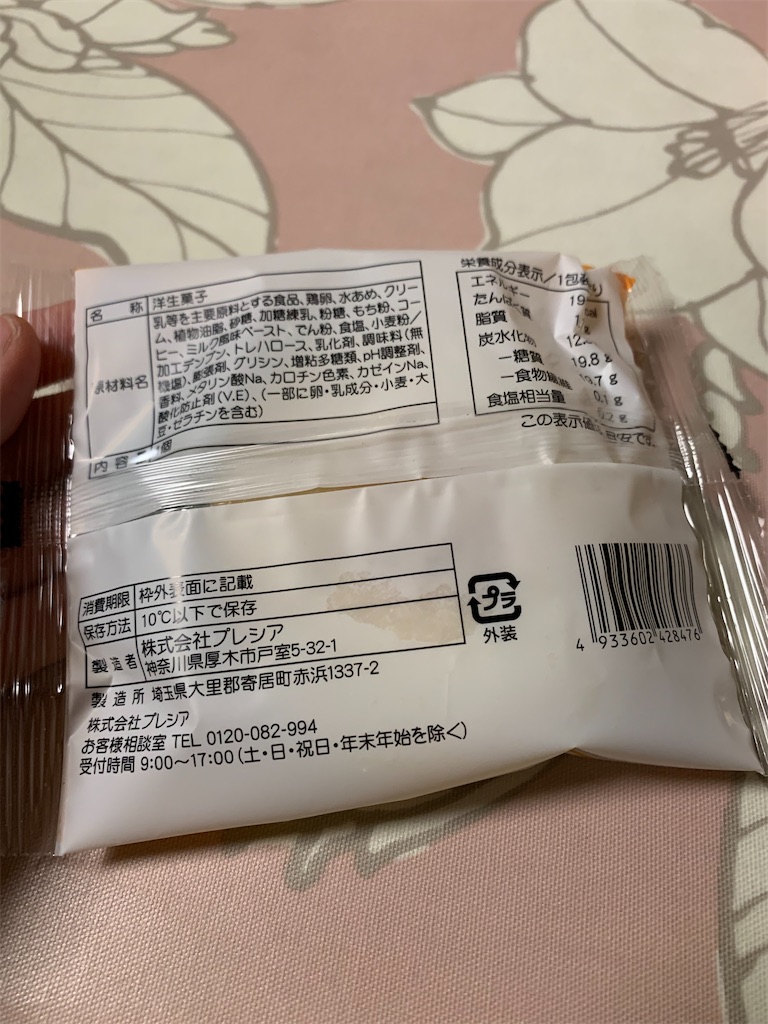 名 称 洋生菓子
原材料名
乳等を主要原料とする食品、鶏卵、水あめ、クリー
ム、植物油脂、砂糖、加糖練乳、粉糖、もち粉、コー
ヒー、ミルク風味ペースト、でん粉、食塩、小麦粉/
加工デンプン、トレハロース、乳化剤、調味料(無
機塩)、膨張剤、グリシン、増粘多糖類、pH調整剤、
香料、メタリン酸Na、カロチン色素、カゼインNa、
酸化防止剤(V.E)、(一部に卵・乳成分・小麦・大
豆・ゼラチンを含む)
内容 個
栄養成分表示/1包
エネルギー 19
たんぱく質
脂質 12.
炭水化物 19.8g
ー糖質
ー食物繊維 0.1g
食塩相当量 g
この表示値は目安です
消費期限 枠外表面に記載
保存方法 10℃以下で保存
製造者 株式会社プレシア
神奈川県厚木市戸室5-32-1
製造所 埼玉県大里郡寄居町赤浜1337-2
株式会社プレシア
お客様相談室 TEL 0120-082-994
受付時間 9:00～17:00(土・日・祝日・年末年始を除く)
プラ
外装
4 933602 428476